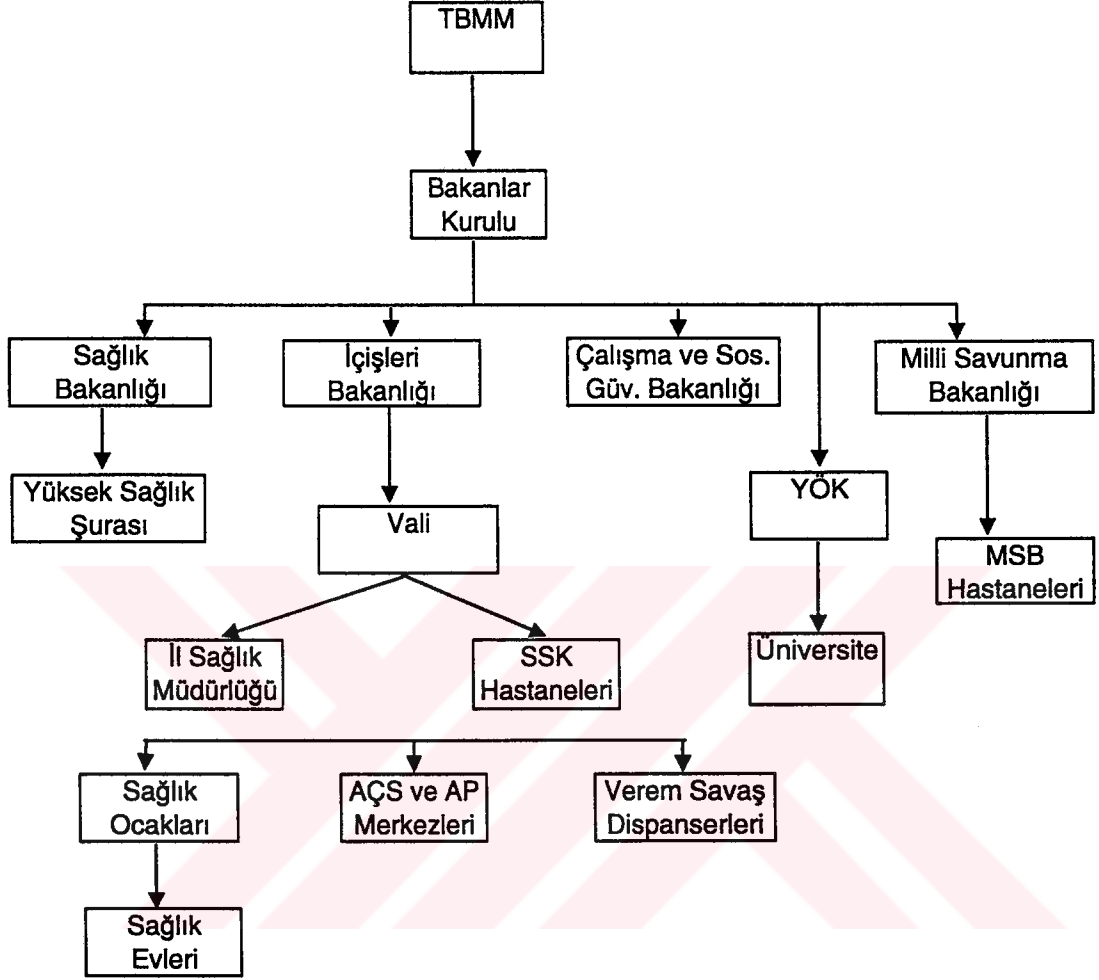 TBMM
Bakanlar
Kurulu
Sağlık
Bakanlığı
İçişleri
Bakanlığı
Çalışma ve Sos.
Güv. Bakanlığı
Milli Savunma
Bakanlığı
Yüksek Sağlık
Şurası
Vali
YÖK
MSB
Hastaneleri
İl Sağlık
Müdürlüğü
SSK
Hastaneleri
Üniversite
Sağlık
Ocakları
AÇS ve AP
Merkezleri
Verem Savaş
Dispanserleri
Sağlık
Evleri